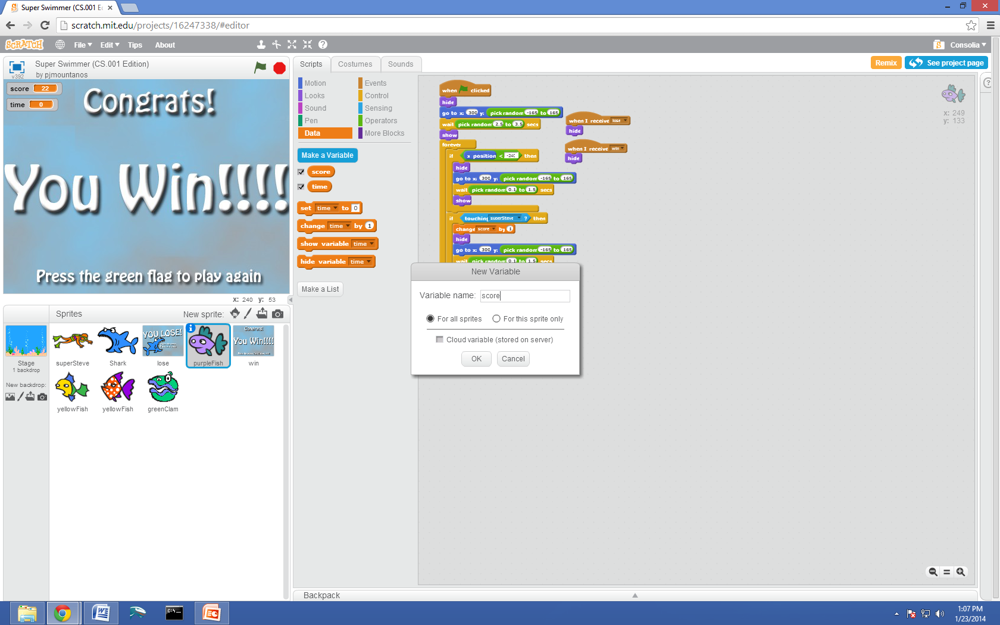 Super Swimmer (CS.001 Ed
scratch.mit.edu/projects/16247338/#editor
SCRATCH File Edit Tips About Consolia
v392
Super Swimmer (CS.001 Edition)
by pjmountanos
Scripts Costumes Sounds
Remix See project page
score 22
time 0
Congrats!
You Win!!!!
Press the green flag to play again
x: 240 y: 53
Motion Events
Looks Control
Sound Sensing
Pen Operators
Data More Blocks
Make a Variable
score
time
set time to 0
change time by 1
show variable time
hide variable time
Make a List
when clicked
hide
go to x: 300 y: pick random -165 to 165
wait pick random 2.5 to 3.5 secs
show
forever
if x position < -240 then
hide
go to x: 300 y: pick random -165 to 165
wait pick random 0.1 to 1.5 secs
show
if touching superSteve ? then
change score by 1
hide
go to x: 300 y: pick random -165 to 165
wait pick random 0.1 to 1.5 secs
when I receive lose
hide
when I receive win
hide
x: 249
y: 133
New Variable
Variable name: score
For all sprites For this sprite only
Cloud variable (stored on server)
OK Cancel
Sprites New sprite:
Stage
1 backdrop
New backdrop:
superSteve Shark lose purpleFish win
YOU LOSE!
Congrats!
You Win!!!!
yellowFish yellowFish greenClam
Backpack
C:\
1:07 PM
1/23/2014